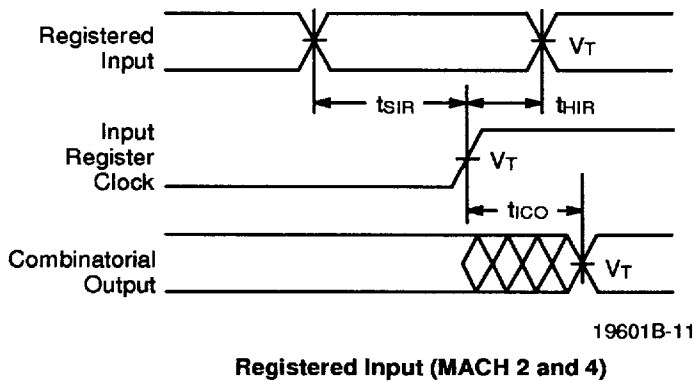 Registered
Input
VT
tSIR
tHIR
Input
Register
Clock
VT
tICO
Combinatorial
Output
VT
19601B-11
Registered Input (MACH 2 and 4)